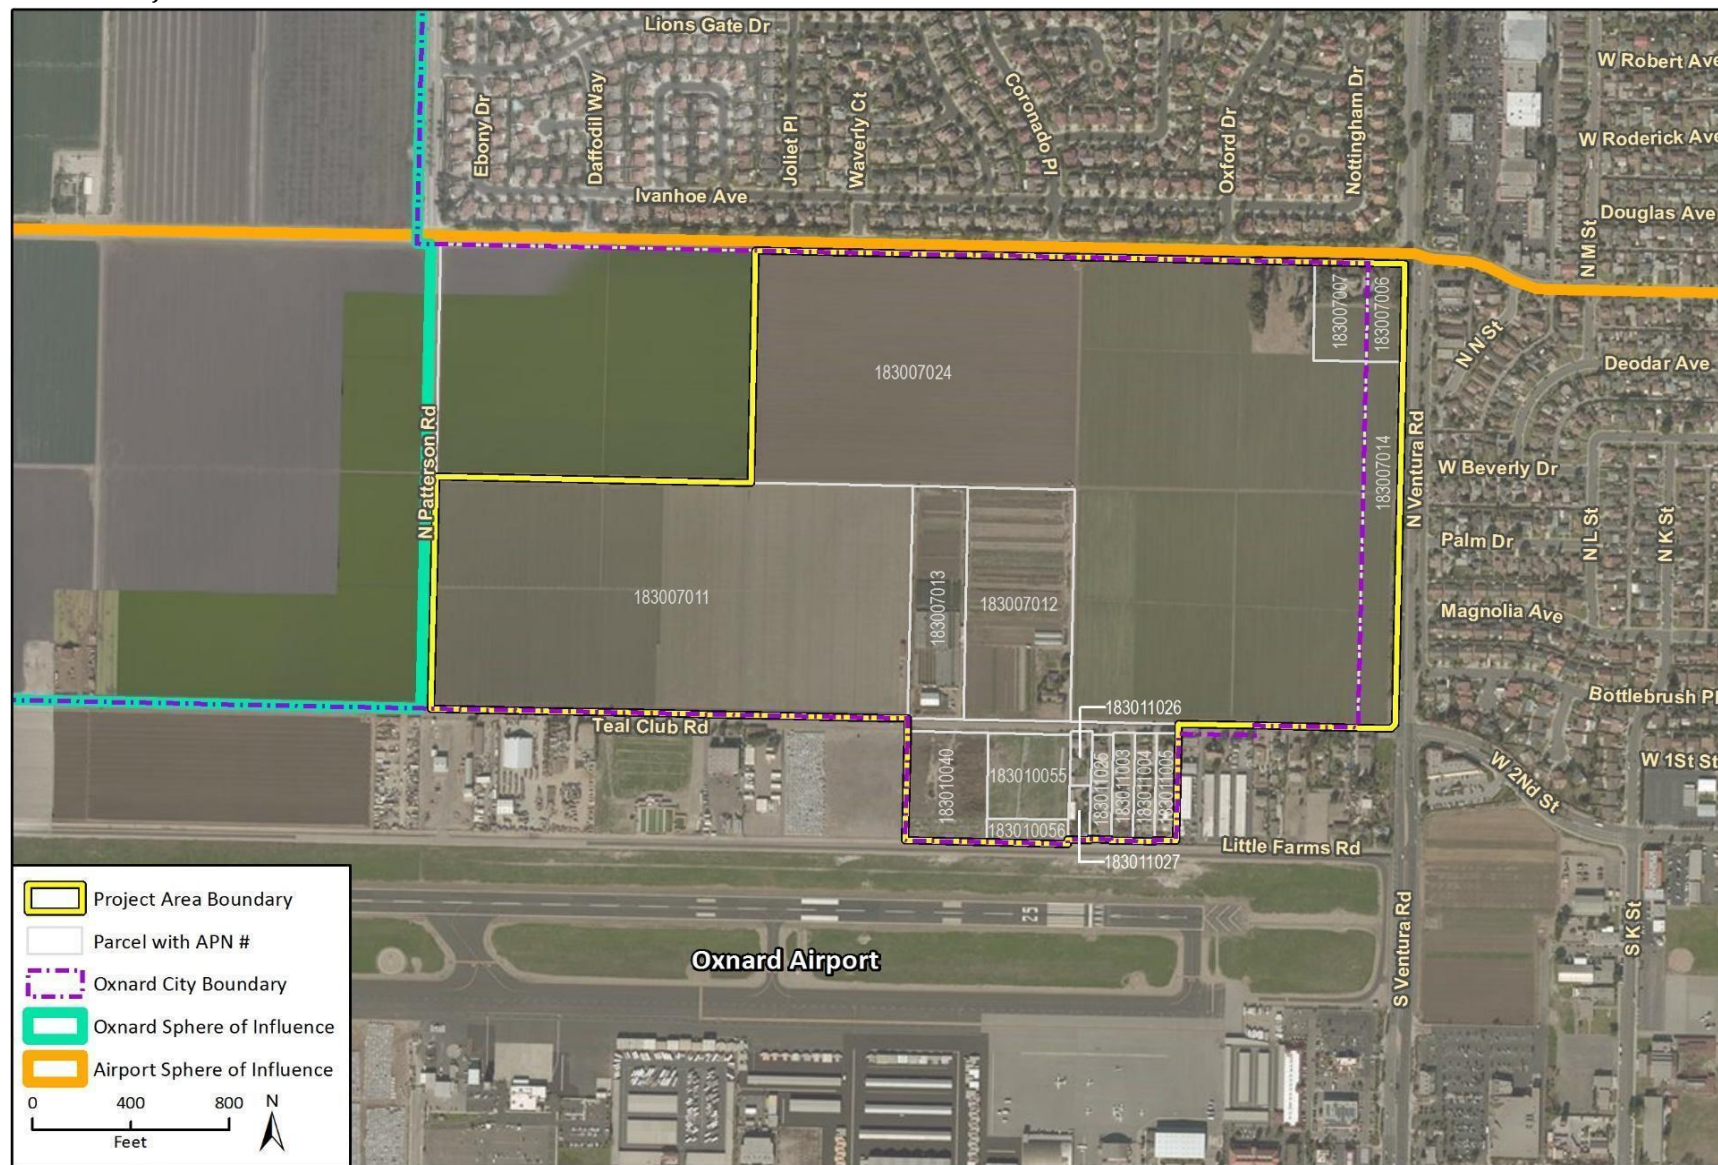 Lions Gate Dr
W Robert Ave
Ebony Dr
Daffodil Way
Joliet Pl
Waverly Ct
Coronado Pl
Oxford Dr
Nottingham Dr
W Roderick Ave
Ivanhoe Ave
Douglas Ave
N M St
183007007
183007006
N N St
Deodar Ave
183007024
N Patterson Rd
183007014
N Ventura Rd
W Beverly Dr
N L St
N K St
Palm Dr
183007011
183007013
183007012
Magnolia Ave
Bottlebrush Pl
183011026
Teal Club Rd
W 2Nd St
W 1St St
183010040
183010055
183011025
183011003
183011004
183011005
183010056
183011027
Little Farms Rd
25
Oxnard Airport
S Ventura Rd
S K St
Project Area Boundary
Parcel with APN #
Oxnard City Boundary
Oxnard Sphere of Influence
Airport Sphere of Influence
0 400 800 N
Feet